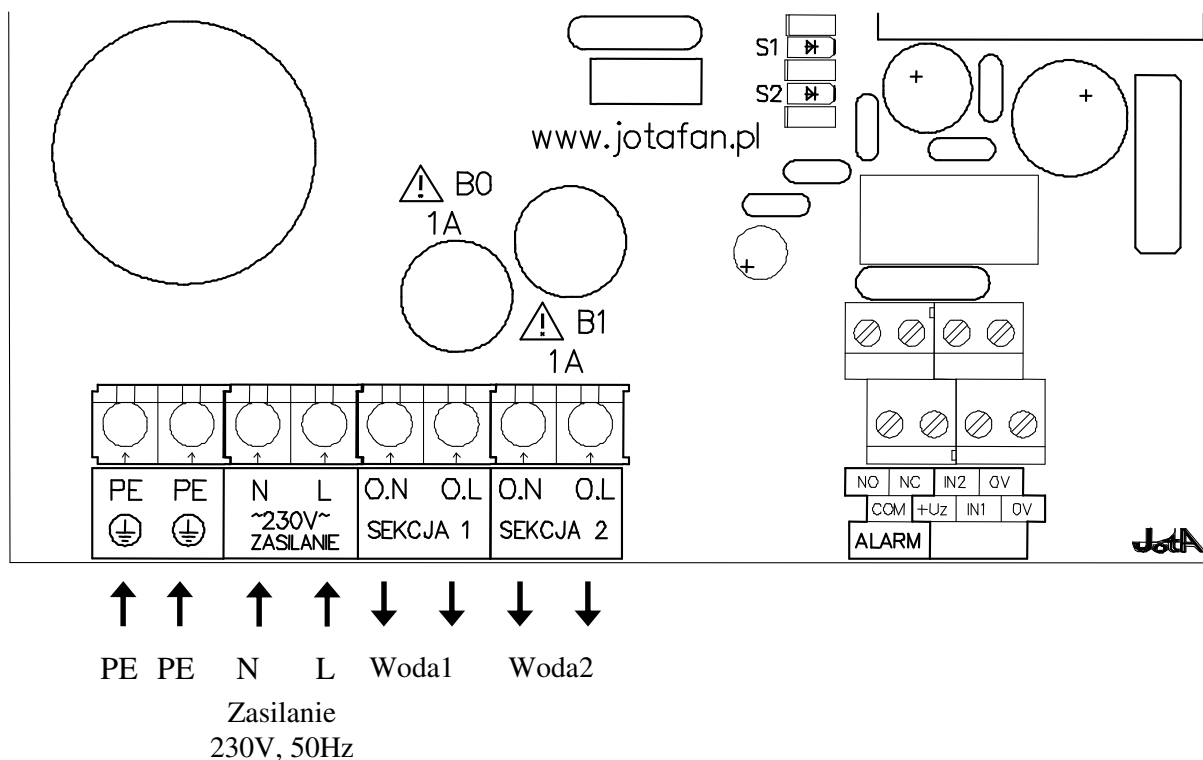 S1
S2
www.jotafan.pl
B0
1A
B1
1A
PE PE N L O.N O.L O.N O.L
~230V~
ZASILANIE
SEKCJA 1 SEKCJA 2
NO NC IN2 0V
COM +Uz IN1 0V
ALARM
JotA
PE PE N L Woda1 Woda2
Zasilanie
230V, 50Hz